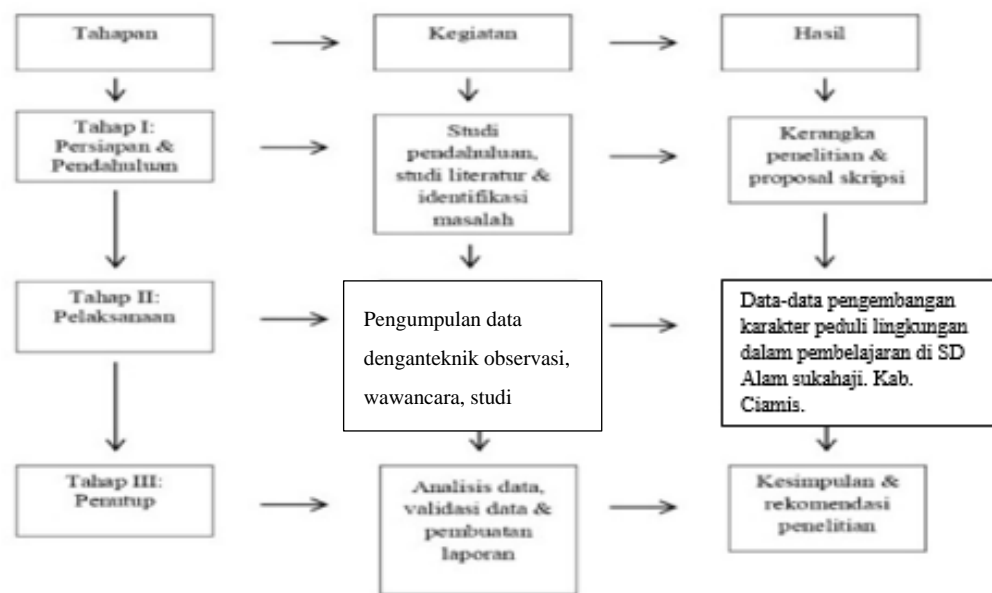 Tahapan
Kegiatan
Hasil
Tahap I:
Persiapan &
Pendahuluan
Studi
pendahuluan,
studi literatur &
identifikasi
masalah
Kerangka
penelitian &
proposal skripsi
Tahap II:
Pelaksanaan
Pengumpulan data
denganteknik observasi,
wawancara, studi
Data-data pengembangan
karakter peduli lingkungan
dalam pembelajaran di SD
Alam sukahaji. Kab.
Ciamis.
Tahap III:
Penutup
Analisis data,
validasi data &
pembuatan
laporan
Kesimpulan &
rekomendasi
penelitian